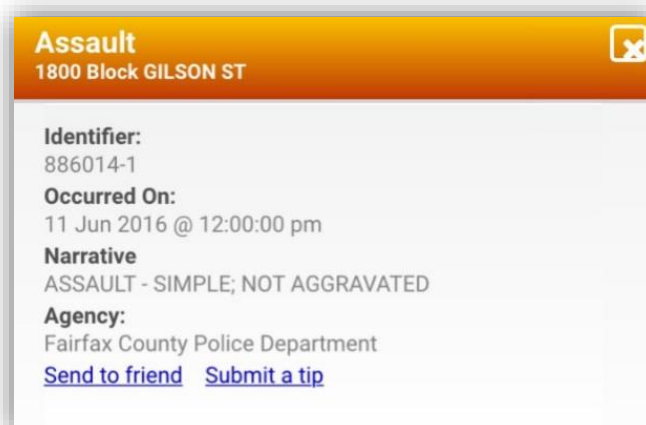 Assault
1800 Block GILSON ST
Identifier:
886014-1
Occurred On:
11 Jun 2016 @ 12:00:00 pm
Narrative
ASSAULT - SIMPLE; NOT AGGRAVATED
Agency:
Fairfax County Police Department
Send to friend Submit a tip